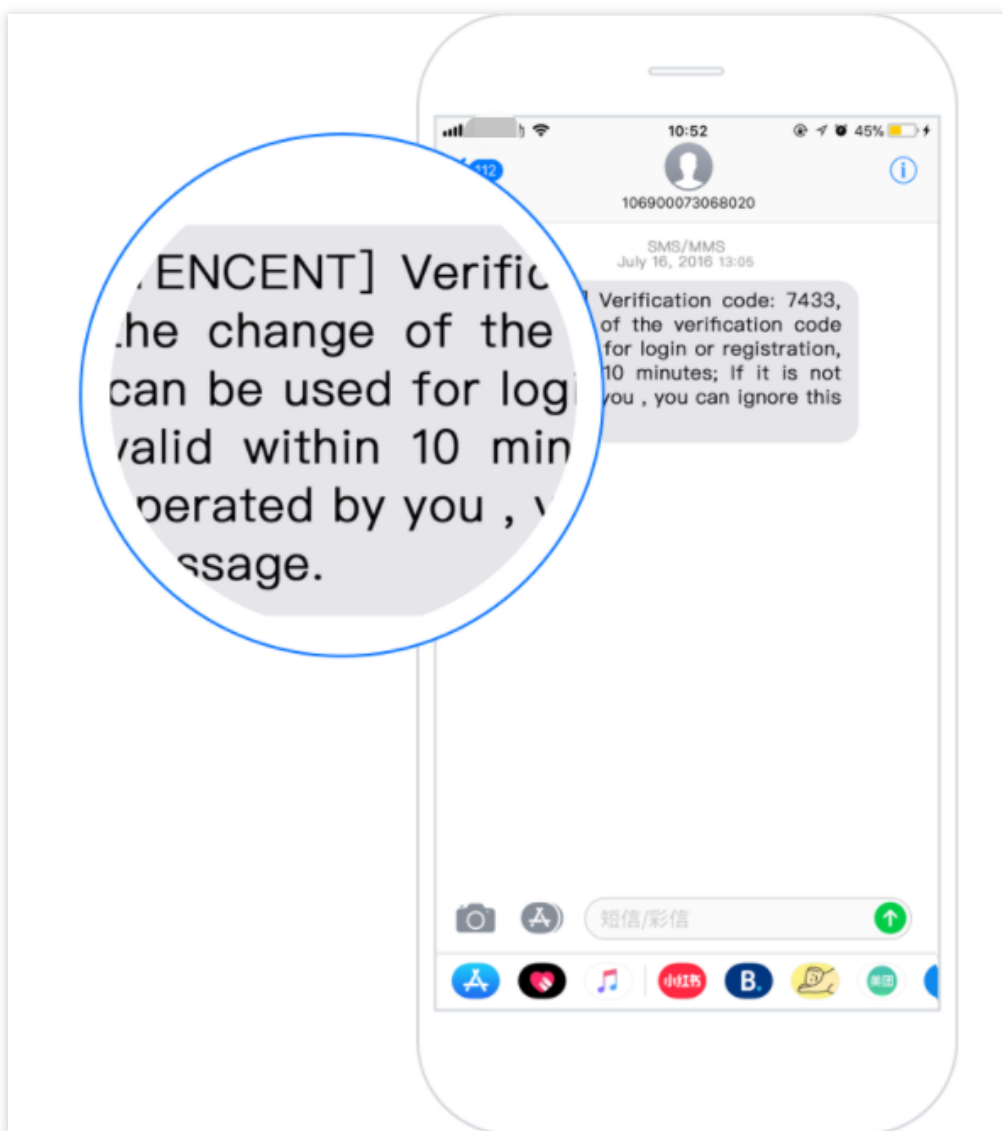 10:52
45%
112
106900073068020
SMS/MMS
July 16, 2016 13:05
ENCENT] Verific
the change of the
can be used for logi
valid within 10 min
perated by you , y
ssage.
] Verification code: 7433,
of the verification code
for login or registration,
10 minutes; If it is not
you , you can ignore this
短信/彩信
小红书
B.
美团